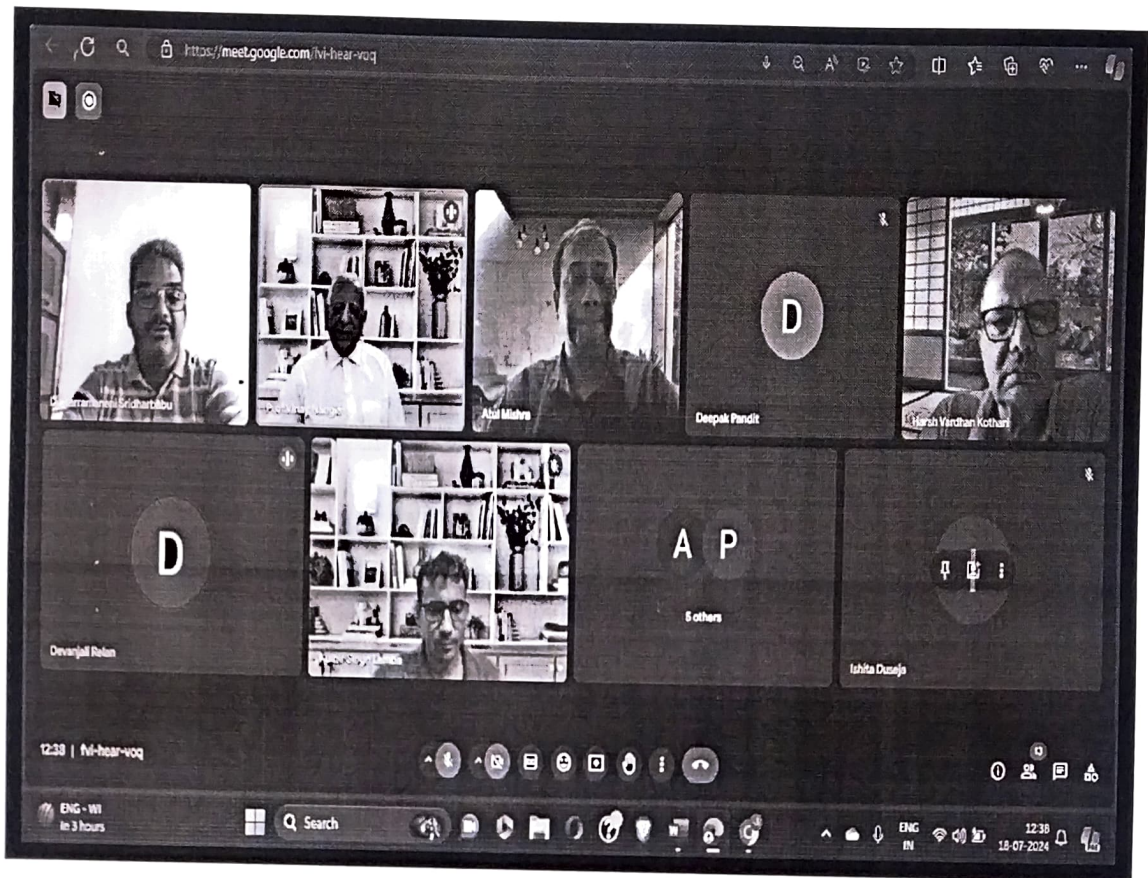 https://meet.google.com/fvi-hear-voq
Sridharbabu
Atul Mishra
D
Deepak Pandit
Harsh Vardhan Kothari
D
Devanjali Relan
A P
5 others
Ishita Duseja
12:38 | fvi-hear-voq
ENG - WI
In 3 hours
Search
ENG
IN
12:38
18-07-2024